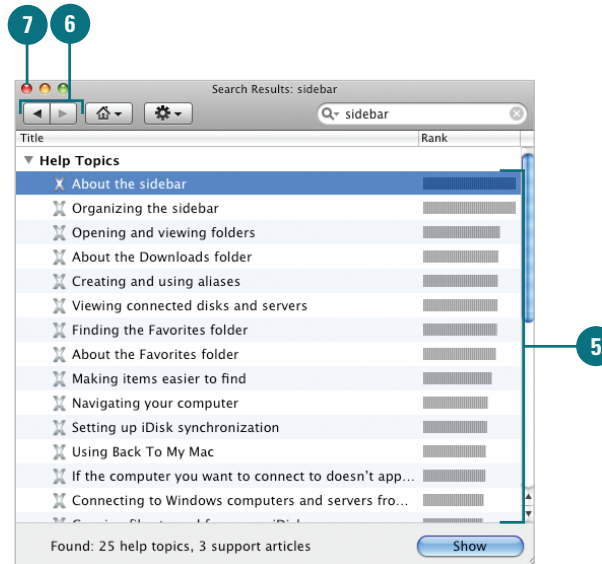 7 6
Search Results: sidebar
sidebar
Title Rank
Help Topics
About the sidebar
Organizing the sidebar
Opening and viewing folders
About the Downloads folder
Creating and using aliases
Viewing connected disks and servers
Finding the Favorites folder
5
About the Favorites folder
Making items easier to find
Navigating your computer
Setting up iDisk synchronization
Using Back To My Mac
If the computer you want to connect to doesn't app...
Connecting to Windows computers and servers fro...
Found: 25 help topics, 3 support articles Show